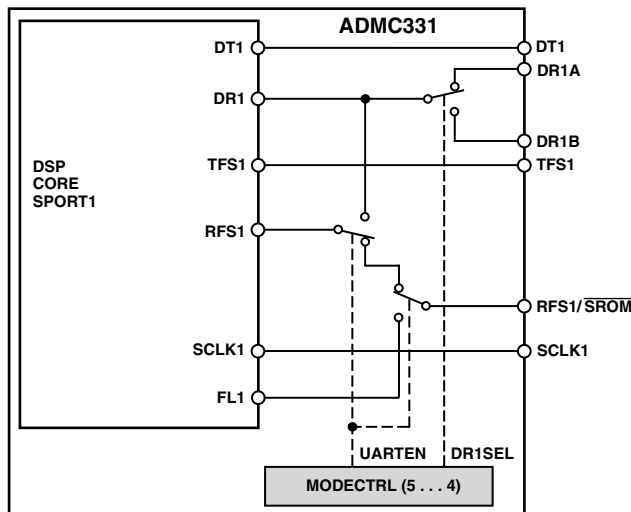 ADMC331
DT1
DT1
DR1A
DR1
DR1B
DSP
CORE
SPORT1
TFS1
TFS1
RFS1
RFS1/SROM
SCLK1
SCLK1
FL1
UARTEN
DR1SEL
MODECTRL (5 . . . 4)